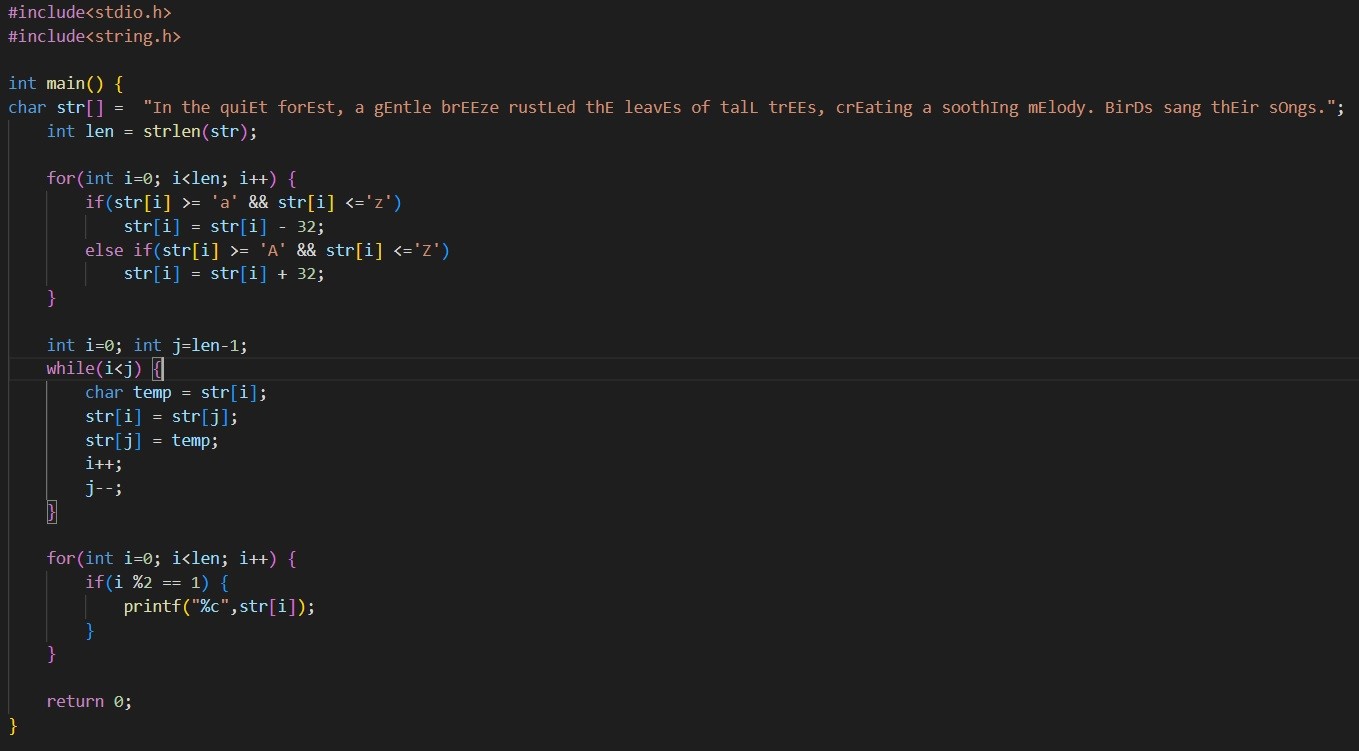 #include<stdio.h>
#include<string.h>

int main() {
char str[] =  "In the quiEt forEst, a gEntle brEEze rustLed thE leavEs of talL trEEs, crEating a soothIng mElody. BirDs sang thEir sOngs.";
    int len = strlen(str);

    for(int i=0; i<len; i++) {
        if(str[i] >= 'a' && str[i] <='z')
            str[i] = str[i] - 32;
        else if(str[i] >= 'A' && str[i] <='Z')
            str[i] = str[i] + 32;
    }

    int i=0; int j=len-1;
    while(i<j) {
        char temp = str[i];
        str[i] = str[j];
        str[j] = temp;
        i++;
        j--;
    }

    for(int i=0; i<len; i++) {
        if(i %2 == 1) {
            printf("%c",str[i]);
        }
    }

    return 0;
}